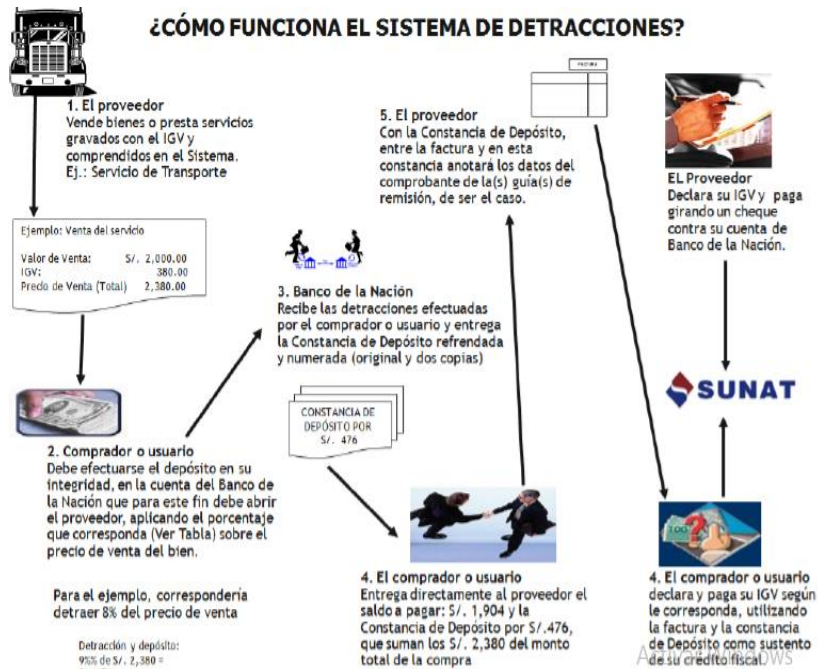 ¿CÓMO FUNCIONA EL SISTEMA DE DETRACCIONES?
1. El proveedor
Vende bienes o presta servicios
gravados con el IGV y
comprendidos en el Sistema.
Ej.: Servicio de Transporte
Ejemplo: Venta del servicio
Valor de Venta: S/. 2,000.00
IGV: 380.00
Precio de Venta (Total) 2,380.00
2. Comprador o usuario
Debe efectuarse el depósito en su
integridad, en la cuenta del Banco de
la Nación que para este fin debe abrir
el proveedor, aplicando el porcentaje
que corresponda (Ver Tabla) sobre el
precio de venta del bien.
Para el ejemplo, correspondería
detraer 8% del precio de venta
Detracción y depósito:
9%% de S/. 2,380 =
3. Banco de la Nación
Recibe las detracciones efectuadas
por el comprador o usuario y entrega
la Constancia de Depósito refrendada
y numerada (original y dos copias)
CONSTANCIA DE
DEPÓSITO POR
S/. 476
4. El comprador o usuario
Entrega directamente al proveedor el
saldo a pagar: S/. 1,904 y la
Constancia de Depósito por S/.476,
que suman los S/. 2,380 del monto
total de la compra
5. El proveedor
Con la Constancia de Depósito,
entre la factura y en esta
constancia anotará los datos del
comprobante de la(s) guía(s) de
remisión, de ser el caso.
FACTURA
4. El comprador o usuario
declara y paga su IGV según
le corresponda, utilizando
la factura y la constancia
de Depósito como sustento
de su crédito fiscal.
100
?
SUNAT
EL Proveedor
Declara su IGV y paga
girando un cheque
contra su cuenta de
Banco de la Nación.